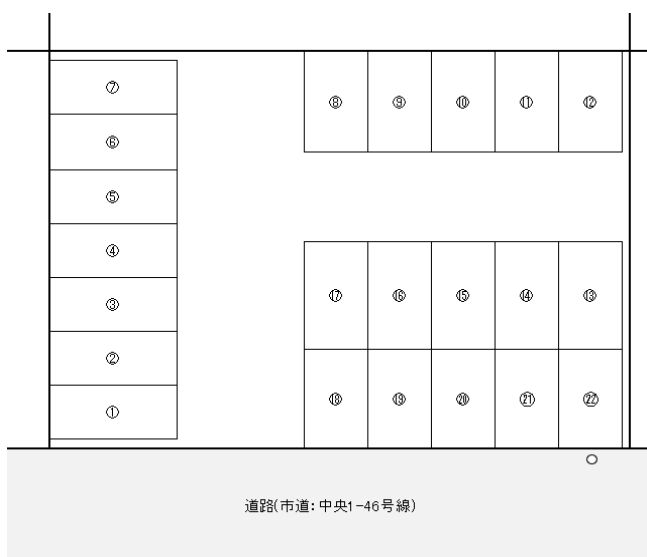 ⑦
⑥
⑤
④
③
②
①
⑧ ⑨ ⑩ ⑪ ⑫
⑰ ⑯ ⑮ ⑭ ⑬
⑱ ⑲ ⑳ ㉑ ㉒
道路(市道:中央1-46号線)